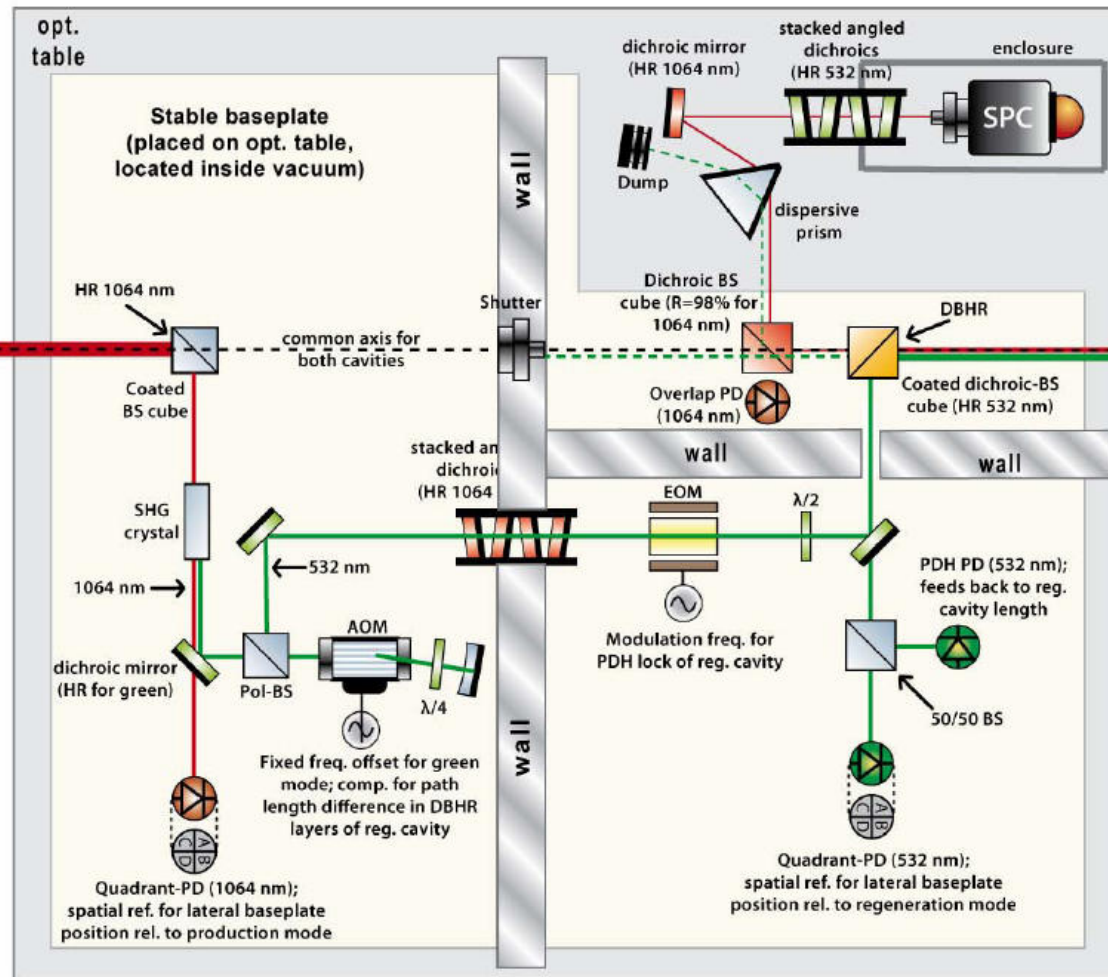 opt.
table
Stable baseplate
(placed on opt. table,
located inside vacuum)
wall
dichroic mirror
(HR 1064 nm)
stacked angled
dichroics
(HR 532 nm)
enclosure
SPC
Dump
dispersive
prism
HR 1064 nm
Shutter
Dichroic BS
cube (R=98% for
1064 nm)
DBHR
common axis for
both cavities
Coated
BS cube
Overlap PD
(1064 nm)
Coated dichroic-BS
cube (HR 532 nm)
wall
wall
stacked an
dichroic
(HR 1064
EOM
λ/2
SHG
crystal
532 nm
1064 nm
PDH PD (532 nm);
feeds back to reg.
cavity length
AOM
Modulation freq. for
PDH lock of reg. cavity
dichroic mirror
(HR for green)
Pol-BS
λ/4
50/50 BS
wall
Fixed freq. offset for green
mode; comp. for path
length difference in DBHR
layers of reg. cavity
A B
C D
A B
C D
Quadrant-PD (1064 nm);
spatial ref. for lateral baseplate
position rel. to production mode
Quadrant-PD (532 nm);
spatial ref. for lateral baseplate
position rel. to regeneration mode